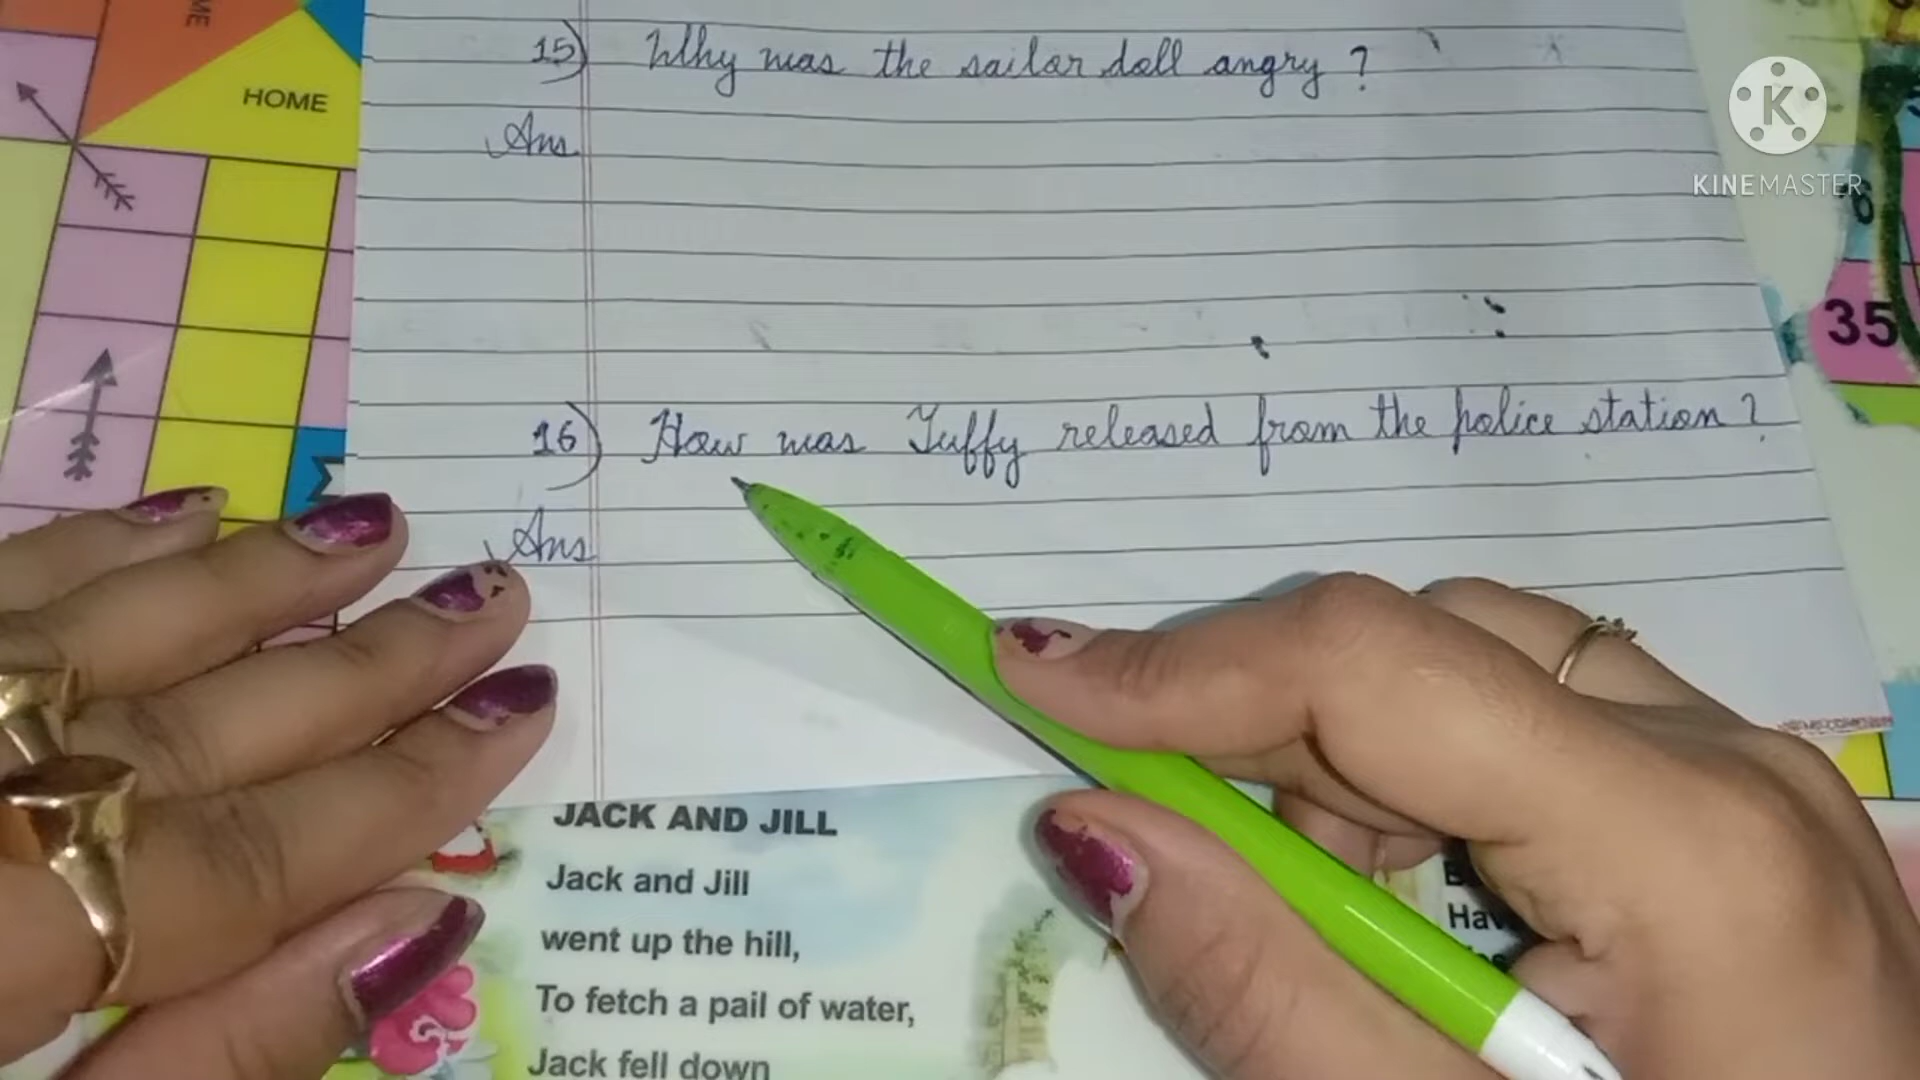 ME
HOME
15) Why was the sailor doll angry ?
Ans
K
KINEMASTER
6
35
16) How was Tuffy released from the police station ?
Ans
JACK AND JILL
Jack and Jill
went up the hill,
To fetch a pail of water,
Jack fell down
Hav